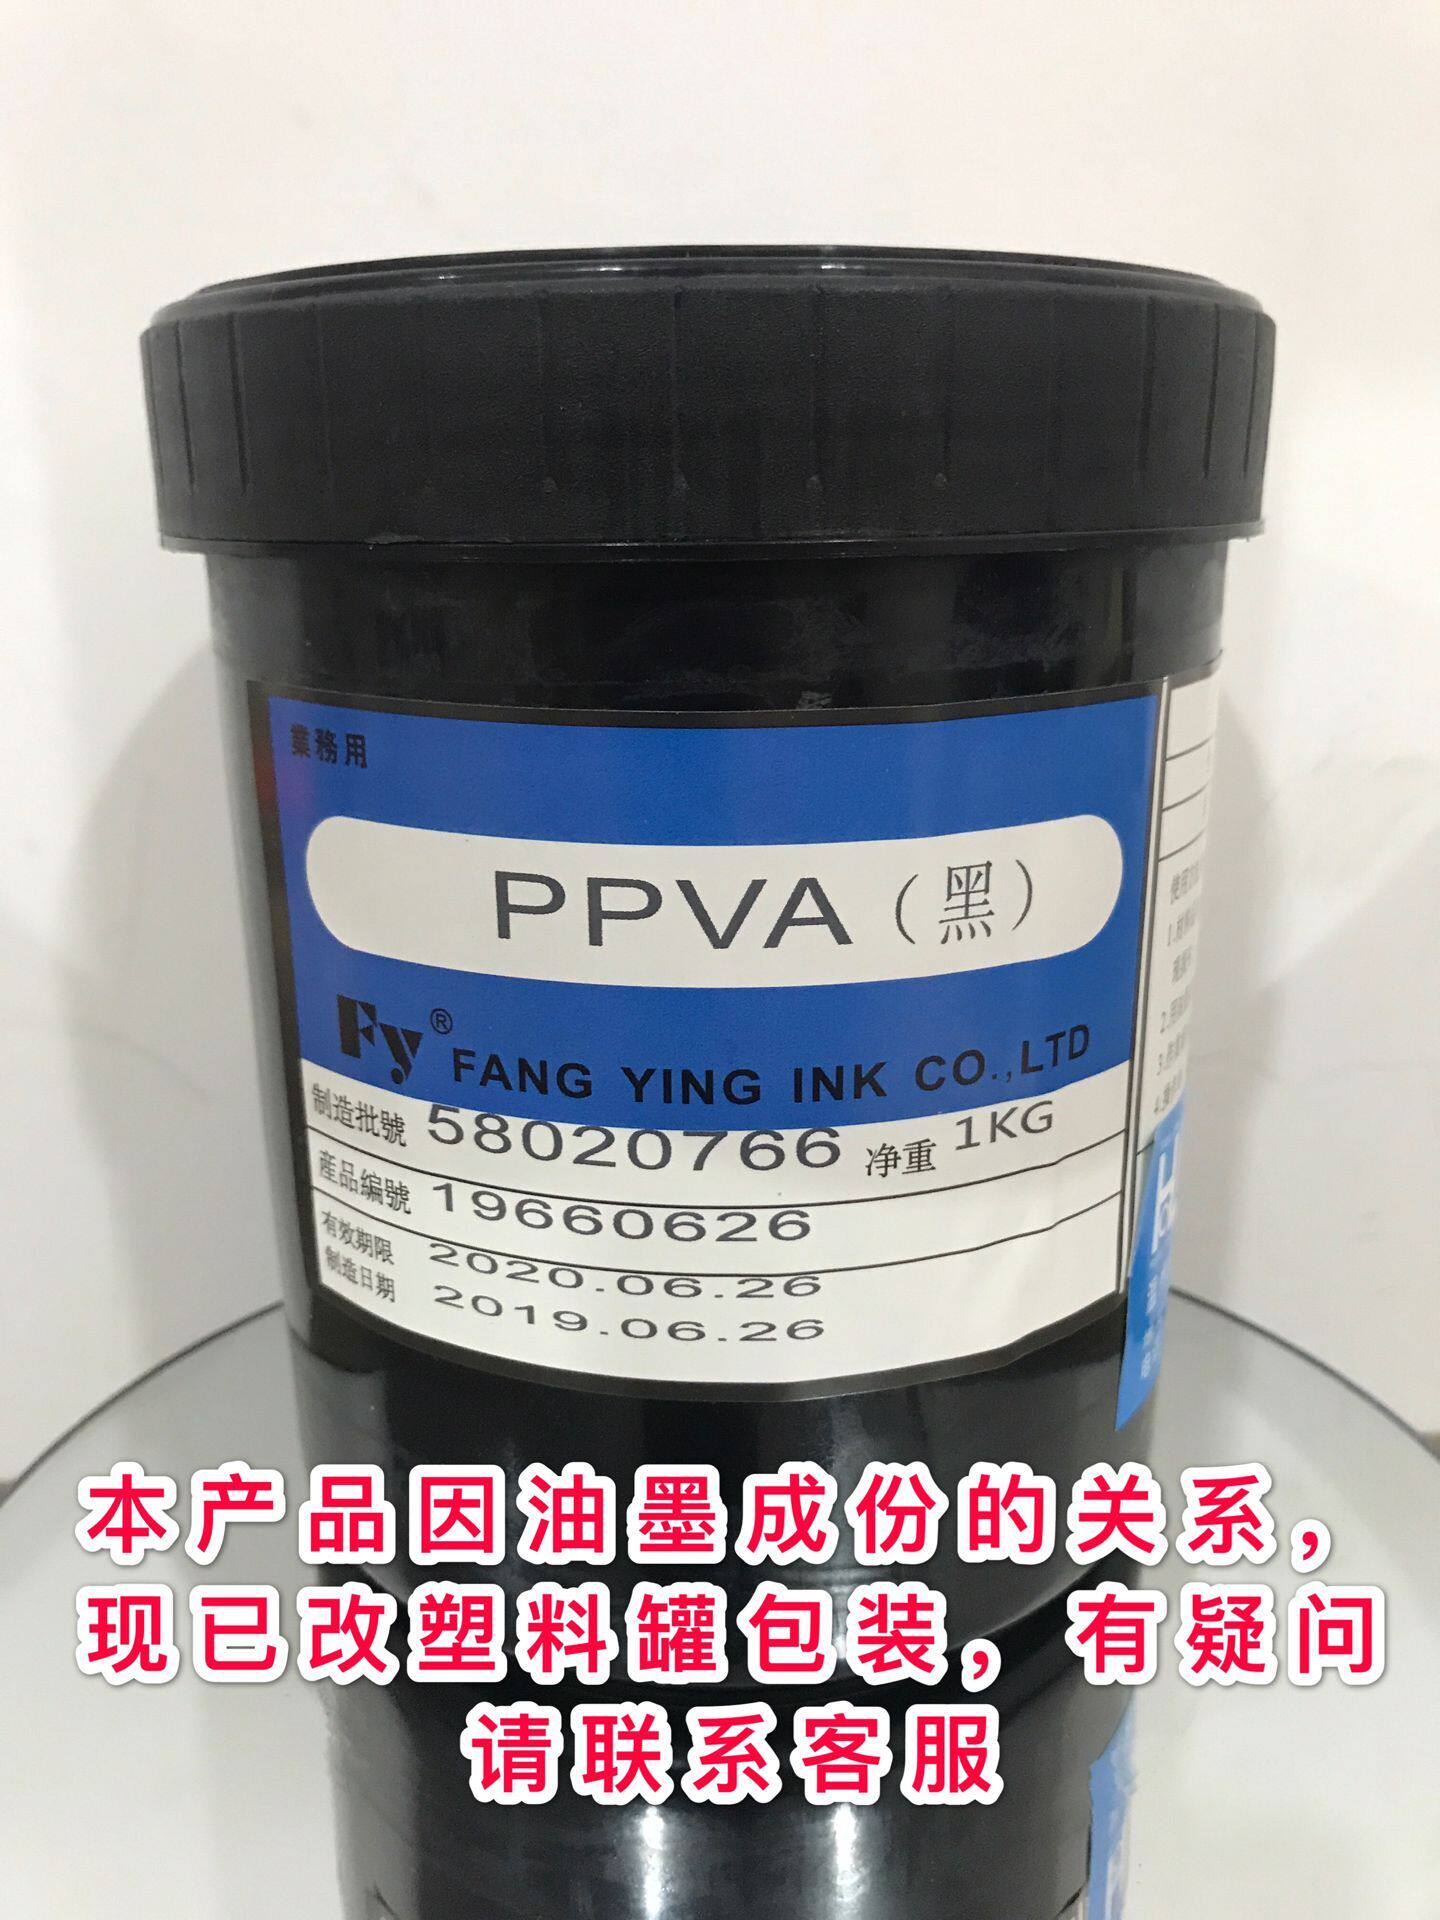 業務用
PPVA（黑）
Fy®
FANG YING INK CO.,LTD
制造批號 58020766 净重 1KG
産品编號 19660626
有效期限 2020.06.26
制造日期 2019.06.26
本产品因油墨成份的关系，
现已改塑料罐包装，有疑问
请联系客服